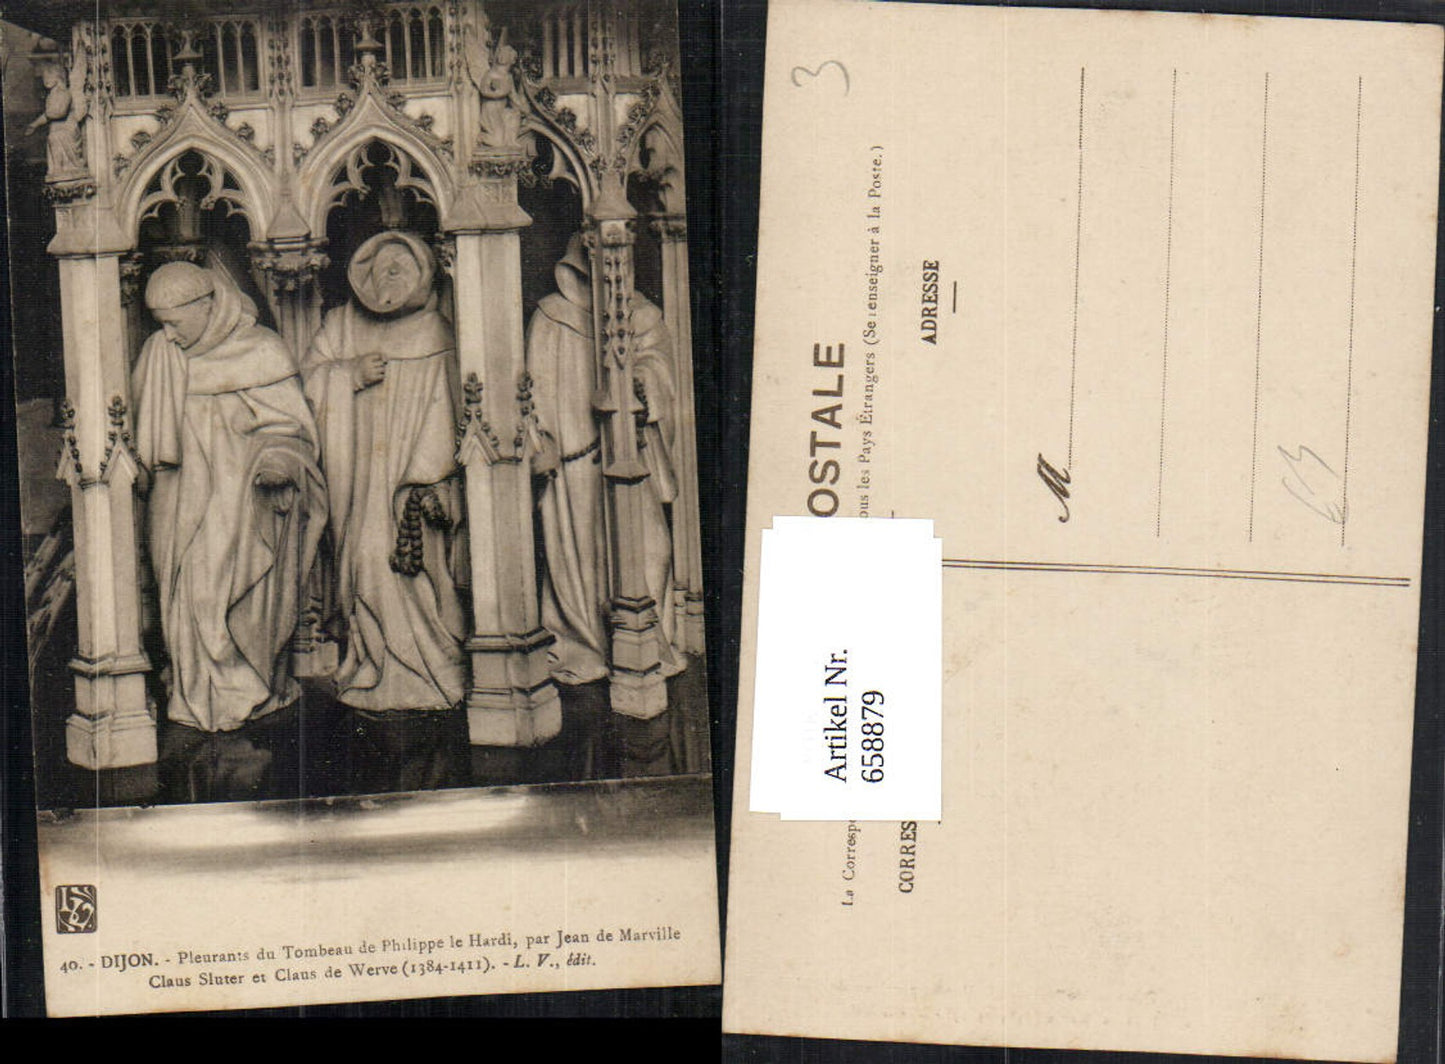 40. - DIJON. - Pleurants du Tombeau de Philippe le Hardi, par Jean de Marville
Claus Sluter et Claus de Werve (1384-1411). - L. V., édit.
3
OSTALE
ous les Pays Étrangers (Se renseigner à la Poste.)
La Corresp
CORRES
ADRESSE
M
Artikel Nr.
658879